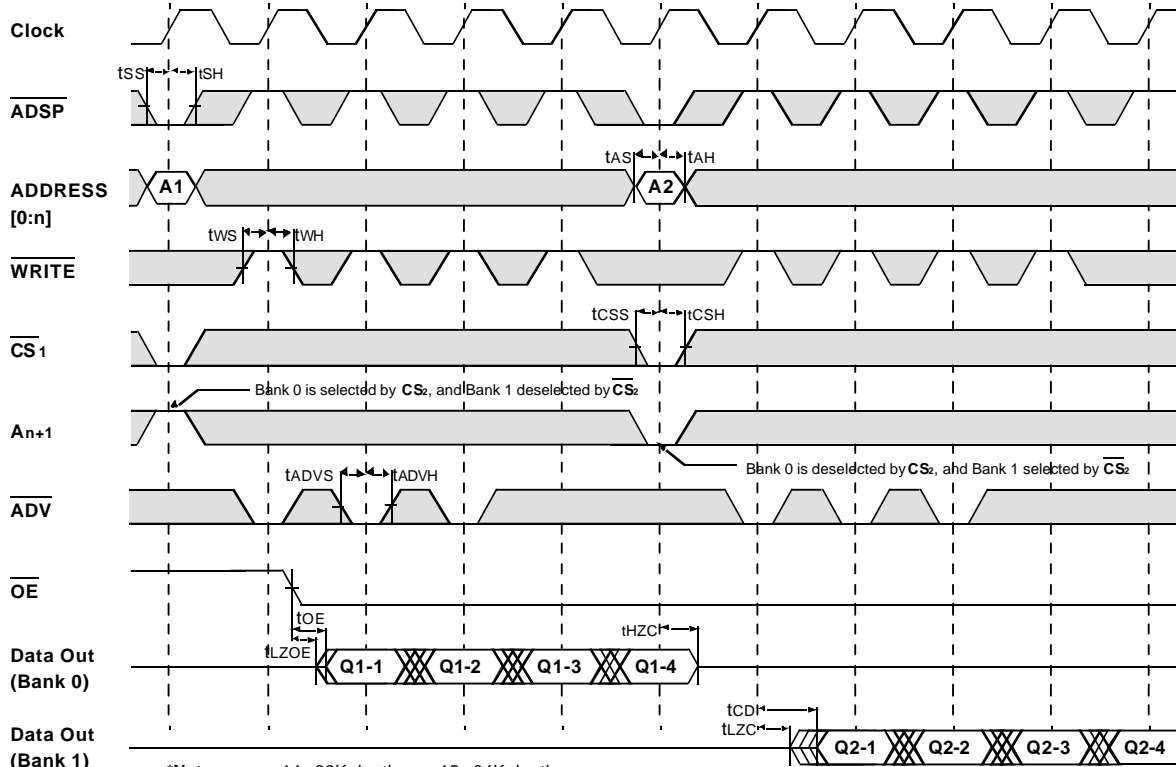 Clock
tSS tSH
ADSP
tAS tAH
ADDRESS
[0:n]
A1 A2
tWS tWH
WRITE
tCSS tCSH
CS1
Bank 0 is selected by CS2, and Bank 1 deselected by CS2
An+1
Bank 0 is deselected by CS2, and Bank 1 selected by CS2
tADVS tADVH
ADV
OE
tOE
tHZC
tLZOE
Data Out
(Bank 0)
Q1-1 Q1-2 Q1-3 Q1-4
tCD
tLZC
Data Out
(Bank 1)
Q2-1 Q2-2 Q2-3 Q2-4